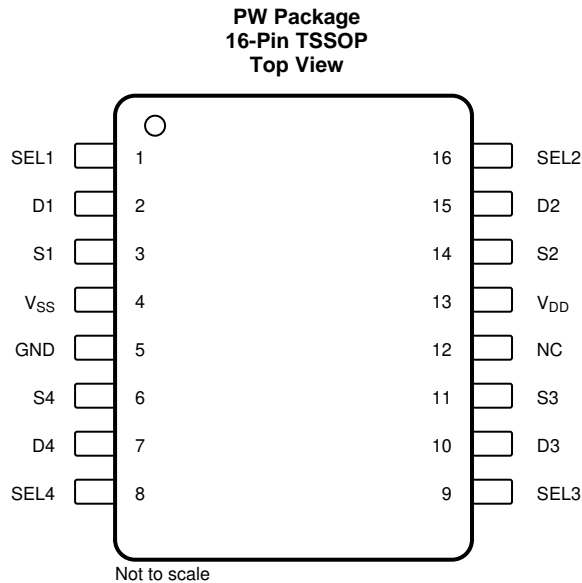 PW Package
16-Pin TSSOP
Top View
SEL1 1 16 SEL2
D1 2 15 D2
S1 3 14 S2
VSS 4 13 VDD
GND 5 12 NC
S4 6 11 S3
D4 7 10 D3
SEL4 8 9 SEL3
Not to scale